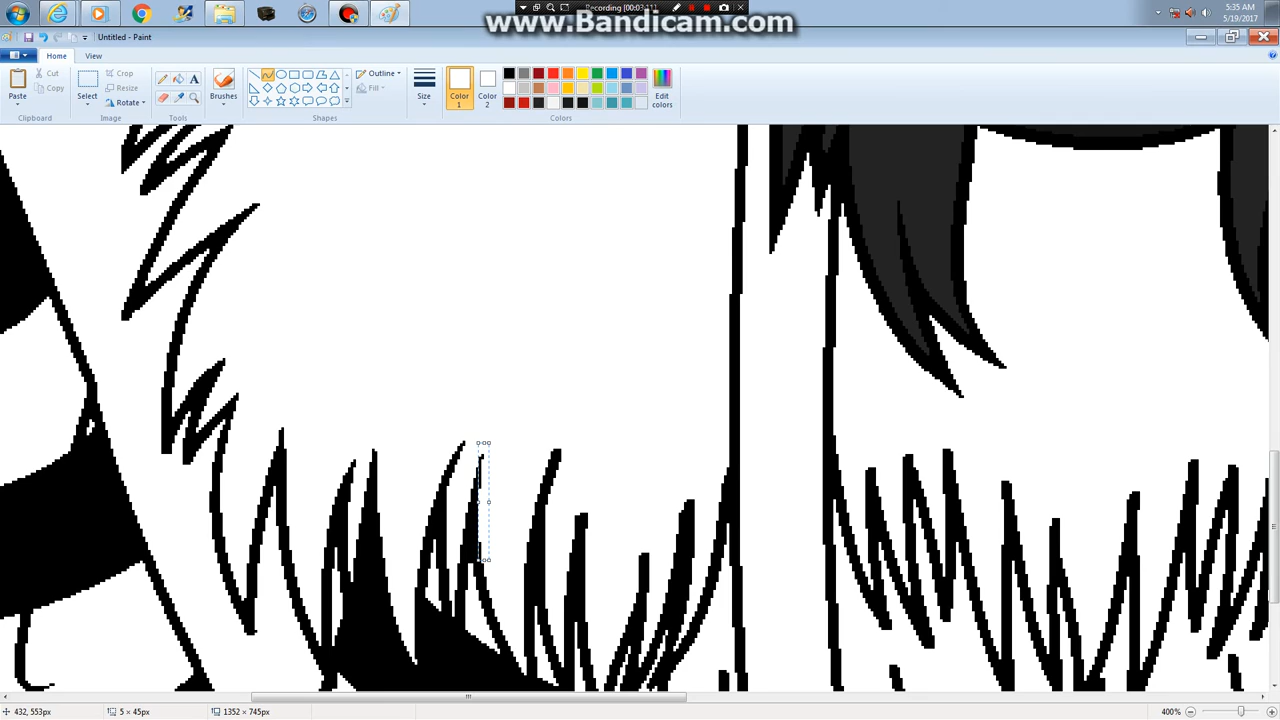 Recording [00:03:11]
www.Bandicam.com
5:35 AM
5/19/2017
Untitled - Paint
Home View
Paste
Cut
Copy
Clipboard
Select
Crop
Resize
Rotate
Image
A
Tools
Brushes
Outline
Fill
Shapes
Size
Color 1
Color 2
Edit colors
Colors
432, 553px
5 × 45px
1352 × 745px
400%